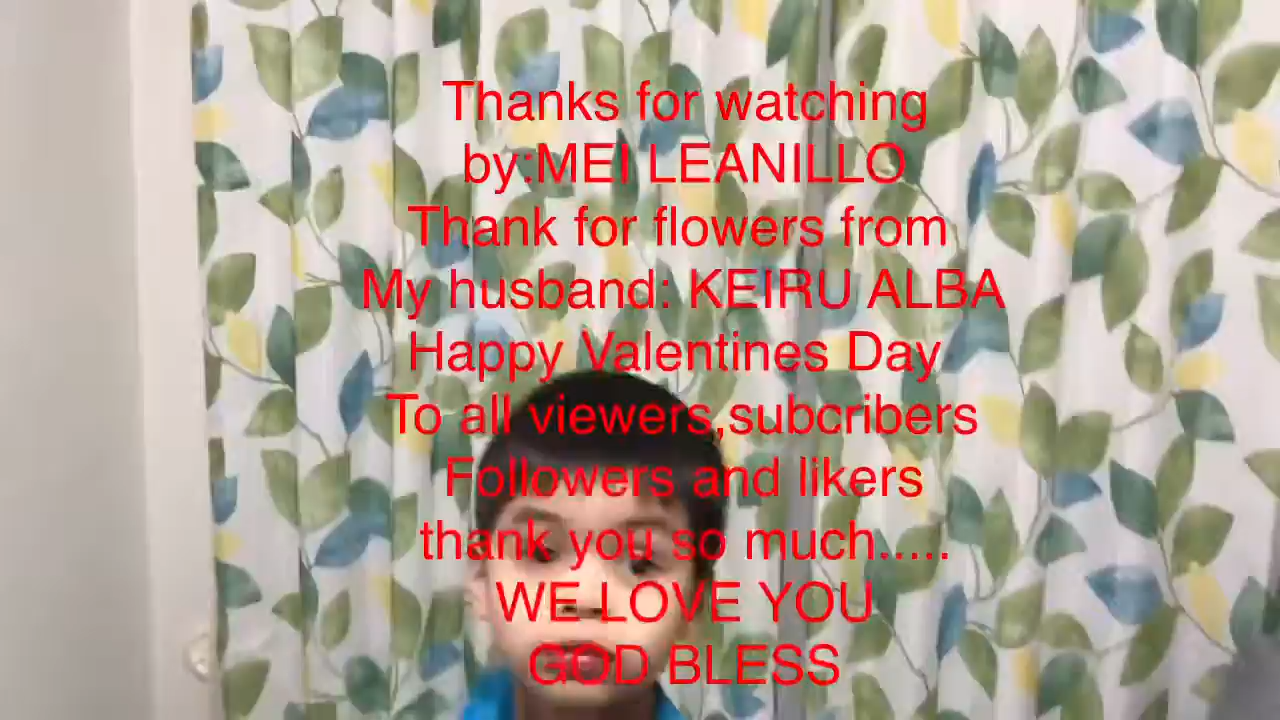 Thanks for watching
by:MEI LEANILLO
Thank for flowers from
My husband: KEIRU ALBA
Happy Valentines Day
To all viewers,subcribers
Followers and likers
thank you so much.....
WE LOVE YOU
GOD BLESS